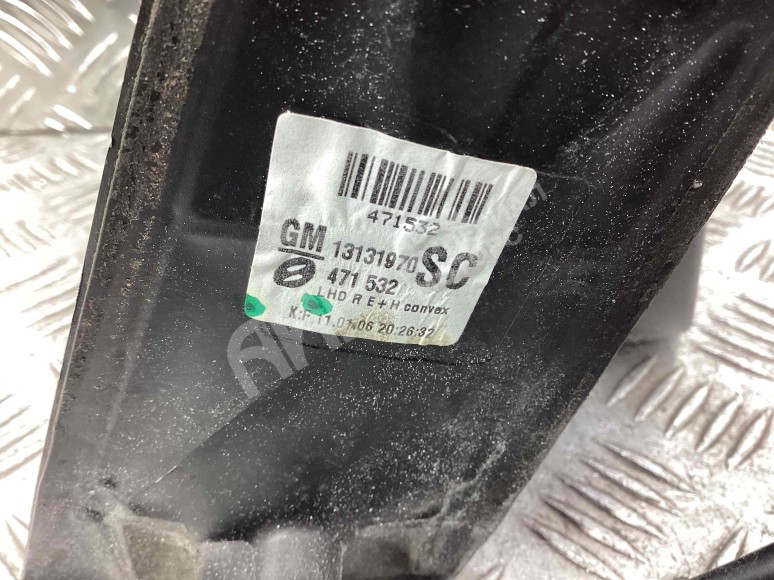 471532
GM 13131970 SC
471 532
LHD R E+H convex
K:P. 11.01.06 20:26:32